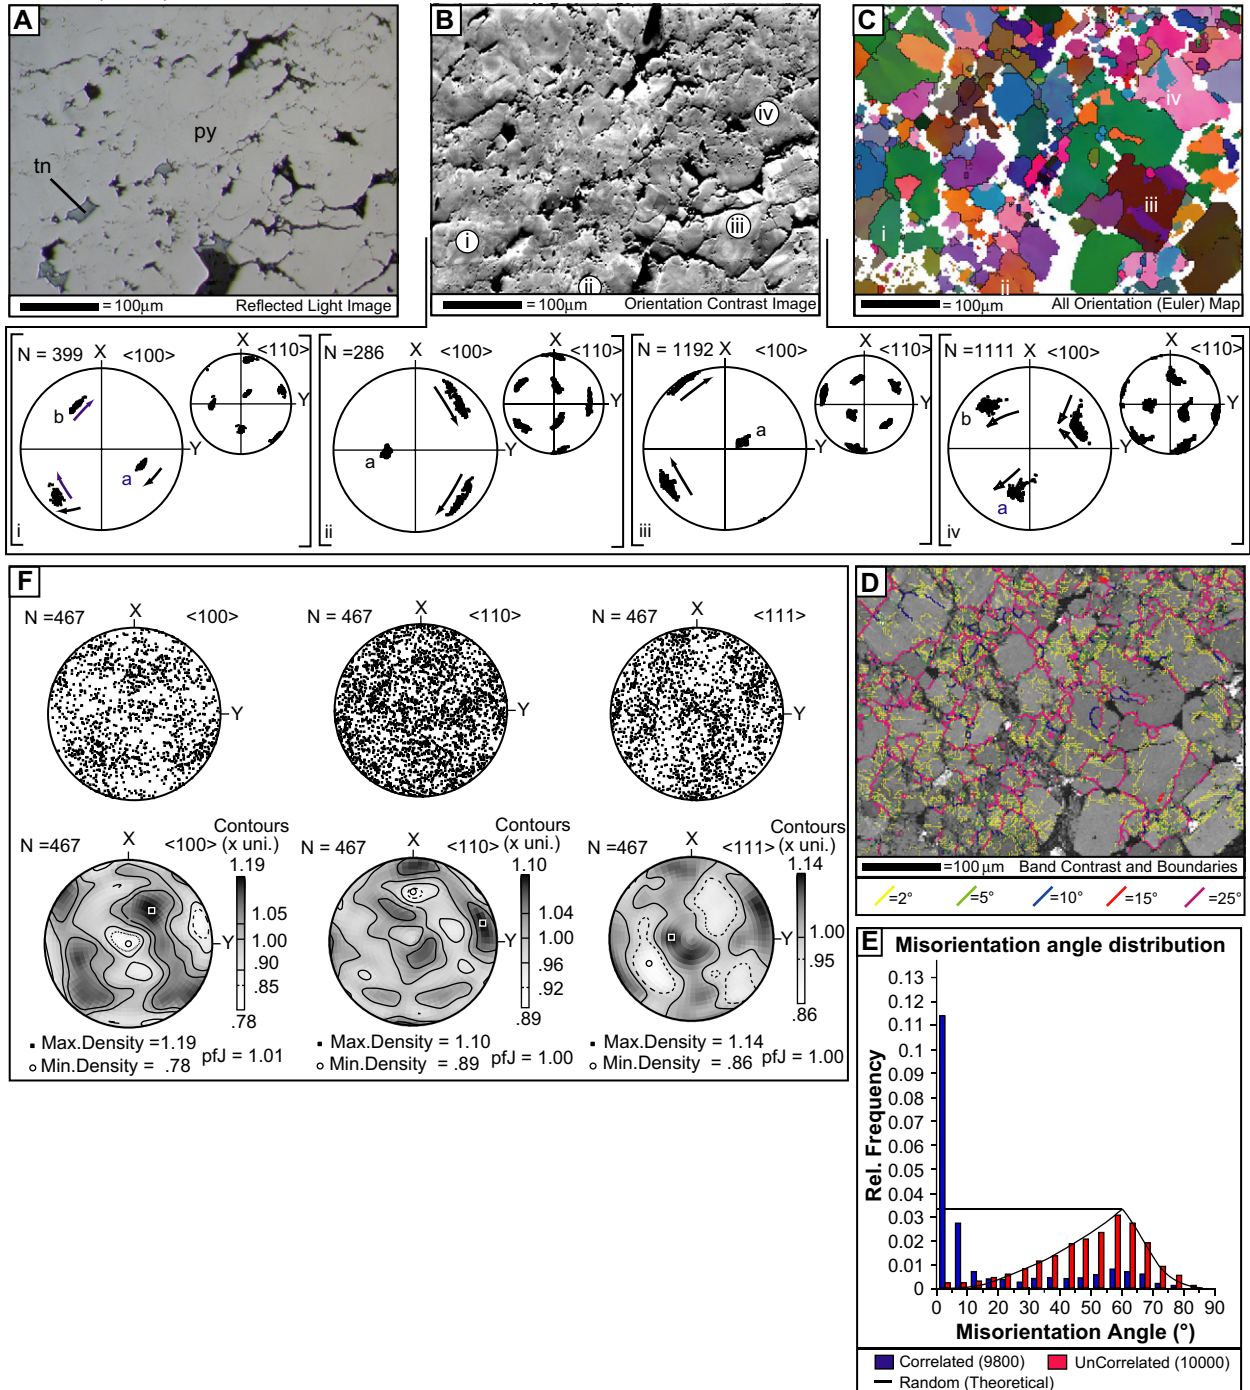 A
py
tn
=100μm Reflected Light Image
B
iv
iii
i
ii
=100μm Orientation Contrast Image
C
iv
iii
i
ii
=100μm All Orientation (Euler) Map
N = 399 X <100> <110>
Y
b
Y
a
i
N =286 X <100> <110>
Y
Y
a
ii
N = 1192 X <100> <110>
Y
a
Y
iii
N =1111 X <100> <110>
b
Y
a
iv
F
N =467 X <100>
Y
N = 467 X <110>
Y
N = 467 X <111>
Y
N =467 X <100>
Y
Contours
(x uni.)
1.19
1.05
1.00
.90
.85
.78
Max.Density =1.19
Min.Density = .78
pfJ = 1.01
N = 467 X <110>
Y
Contours
(x uni.)
1.10
1.04
1.00
.96
.92
.89
Max.Density = 1.10
Min.Density = .89
pfJ = 1.00
N =467 X <111>
Y
Contours
(x uni.)
1.14
1.00
.95
.86
Max.Density = 1.14
Min.Density = .86
pfJ = 1.00
D
=100 μm Band Contrast and Boundaries
=2° =5° =10° =15° =25°
E
Misorientation angle distribution
Rel. Frequency
0.13
0.12
0.11
0.1
0.09
0.08
0.07
0.06
0.05
0.04
0.03
0.02
0.01
0
0 10 20 30 40 50 60 70 80 90
Misorientation Angle (°)
Correlated (9800) UnCorrelated (10000)
Random (Theoretical)